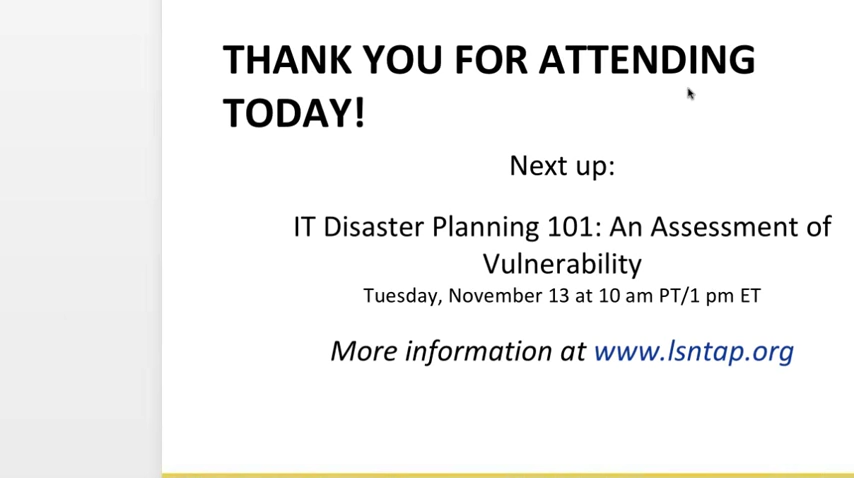 THANK YOU FOR ATTENDING
TODAY!
Next up:
IT Disaster Planning 101: An Assessment of
Vulnerability
Tuesday, November 13 at 10 am PT/1 pm ET
More information at www.lsntap.org